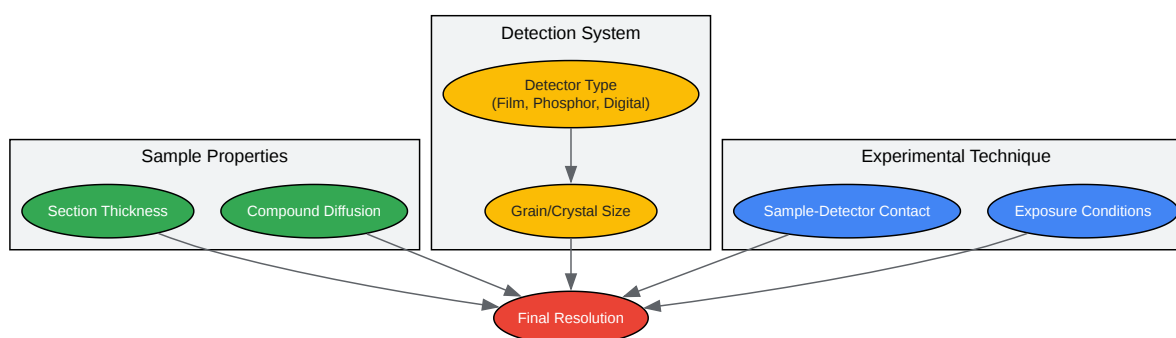 Detection System
Detector Type
(Film, Phosphor, Digital)
Sample Properties
Experimental Technique
Section Thickness
Compound Diffusion
Grain/Crystal Size
Sample-Detector Contact
Exposure Conditions
Final Resolution